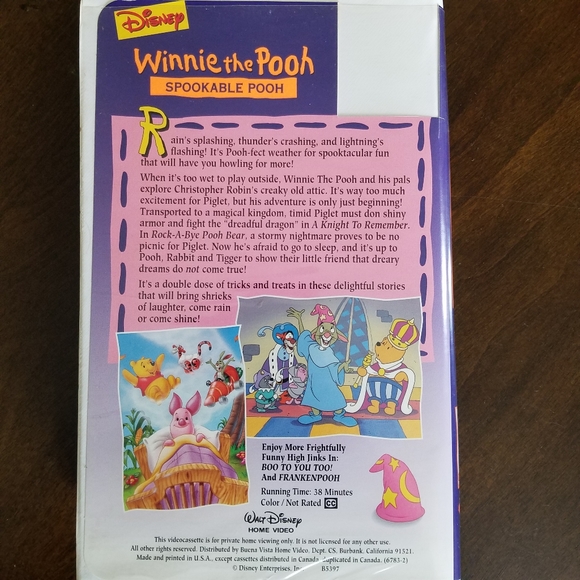 Disney
Winnie the Pooh
SPOOKABLE POOH
Rain's splashing, thunder's crashing, and lightning's
flashing! It's Pooh-fect weather for spooktacular fun
that will have you howling for more!
When it's too wet to play outside, Winnie The Pooh and his pals
explore Christopher Robin's creaky old attic. It's way too much
excitement for Piglet, but his adventure is only just beginning!
Transported to a magical kingdom, timid Piglet must don shiny
armor and fight the "dreadful dragon" in A Knight To Remember.
In Rock-A-Bye Pooh Bear, a stormy nightmare proves to be no
picnic for Piglet. Now he's afraid to go to sleep, and it's up to
Pooh, Rabbit and Tigger to show their little friend that dreary
dreams do not come true!
It's a double dose of tricks and treats in these delightful stories
that will bring shrieks
of laughter, come rain
or come shine!
Enjoy More Frightfully
Funny High Jinks In:
BOO TO YOU TOO!
And FRANKENPOOH
Running Time: 38 Minutes
Color / Not Rated CC
Walt Disney
HOME VIDEO
This videocassette is for private home viewing only. It is not licensed for any other use.
All other rights reserved. Distributed by Buena Vista Home Video, Dept. CS, Burbank, California 91521.
Made and printed in U.S.A., except cassettes distributed in Canada, duplicated in Canada. (6783-2)
© Disney Enterprises, In B5397